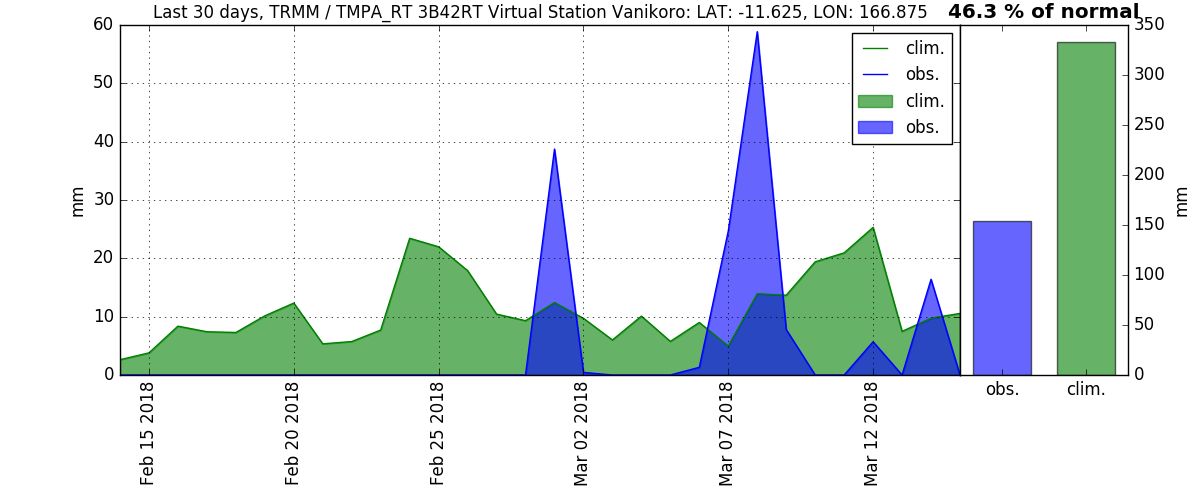 Last 30 days, TRMM / TMPA_RT 3B42RT Virtual Station Vanikoro: LAT: -11.625, LON: 166.875
46.3 % of normal
60
50
40
30
20
10
0
mm
clim.
obs.
clim.
obs.
Feb 15 2018
Feb 20 2018
Feb 25 2018
Mar 02 2018
Mar 07 2018
Mar 12 2018
350
300
250
200
150
100
50
0
mm
obs.
clim.